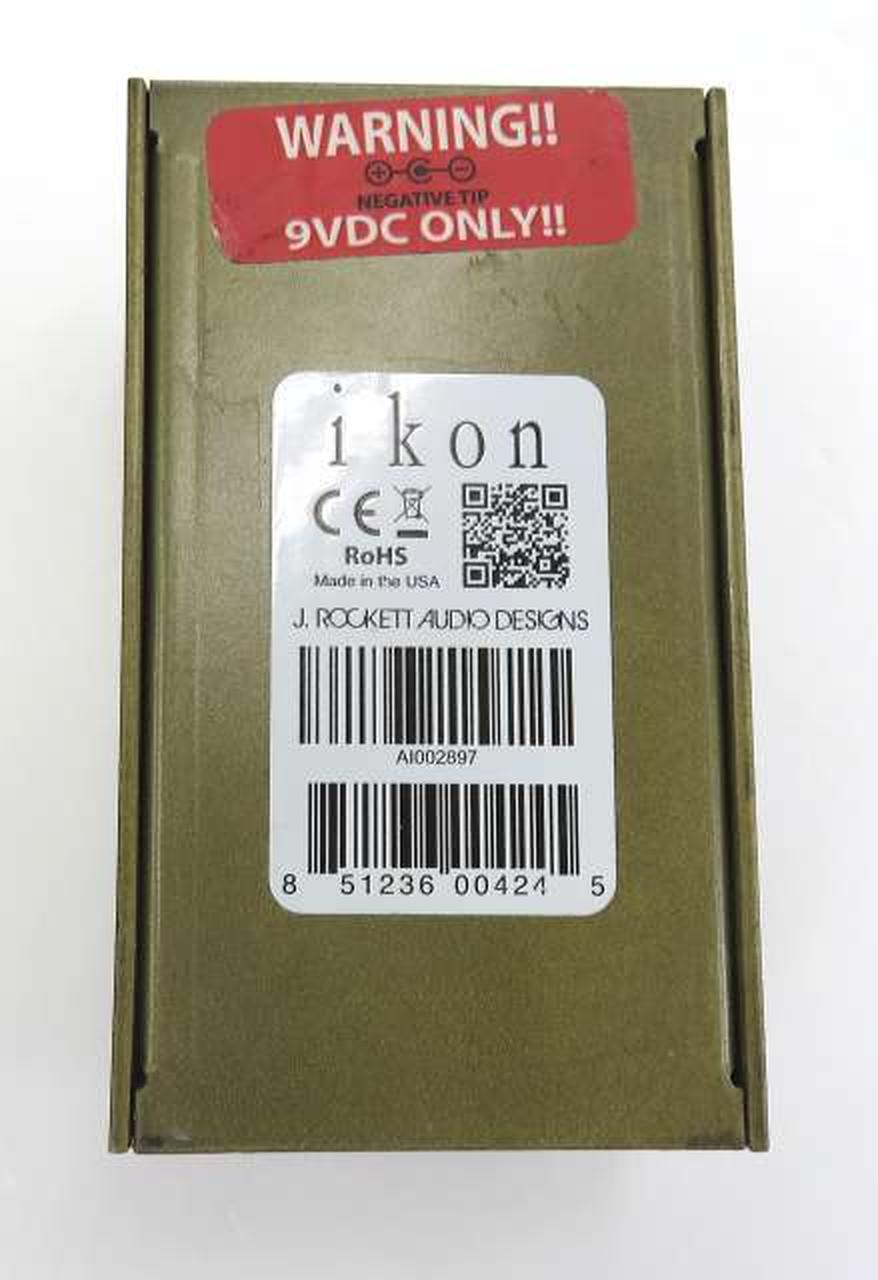 WARNING!!
NEGATIVE TIP
9VDC ONLY!!
ikon
CE
RoHS
Made in the USA
J. ROCKETT AUDIO DESIGNS
AI002897
8 51236 00424 5